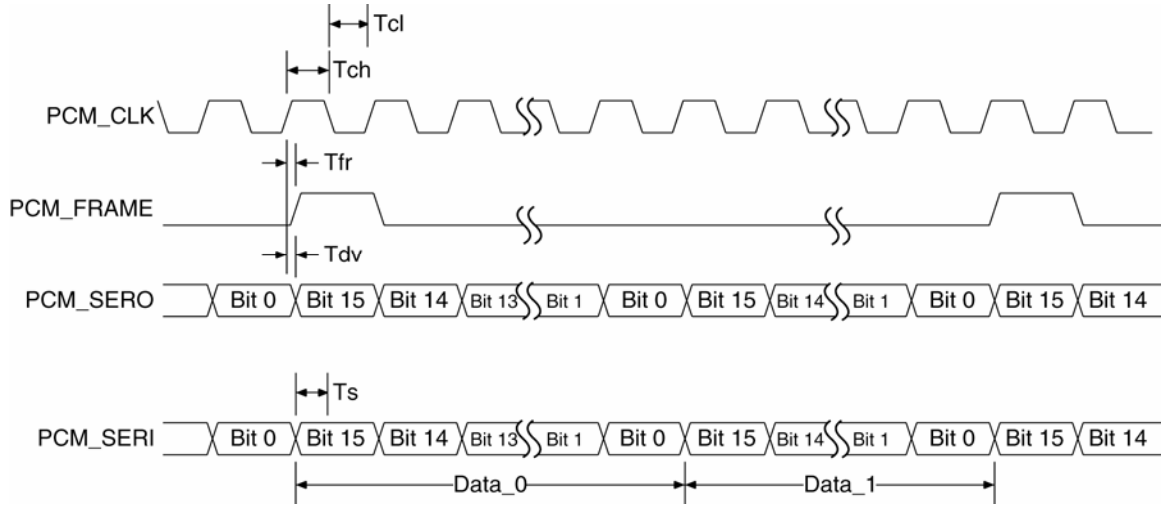 Tcl
Tch
PCM_CLK
Tfr
PCM_FRAME
Tdv
PCM_SERO Bit 0 Bit 15 Bit 14 Bit 13 Bit 1 Bit 0 Bit 15 Bit 14 Bit 1 Bit 0 Bit 15 Bit 14
Ts
PCM_SERI Bit 0 Bit 15 Bit 14 Bit 13 Bit 1 Bit 0 Bit 15 Bit 14 Bit 1 Bit 0 Bit 15 Bit 14
Data_0 Data_1